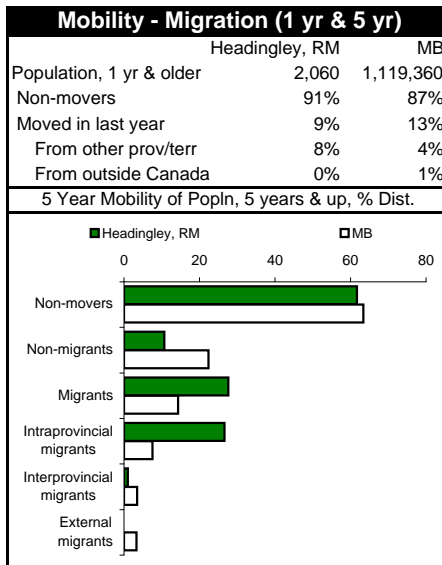 Mobility - Migration (1 yr & 5 yr)
Headingley, RM MB
Population, 1 yr & older 2,060 1,119,360
Non-movers 91% 87%
Moved in last year 9% 13%
From other prov/terr 8% 4%
From outside Canada 0% 1%
5 Year Mobility of Popln, 5 years & up, % Dist.
Headingley, RM MB
0 20 40 60 80
Non-movers
Non-migrants
Migrants
Intraprovincial
migrants
Interprovincial
migrants
External
migrants